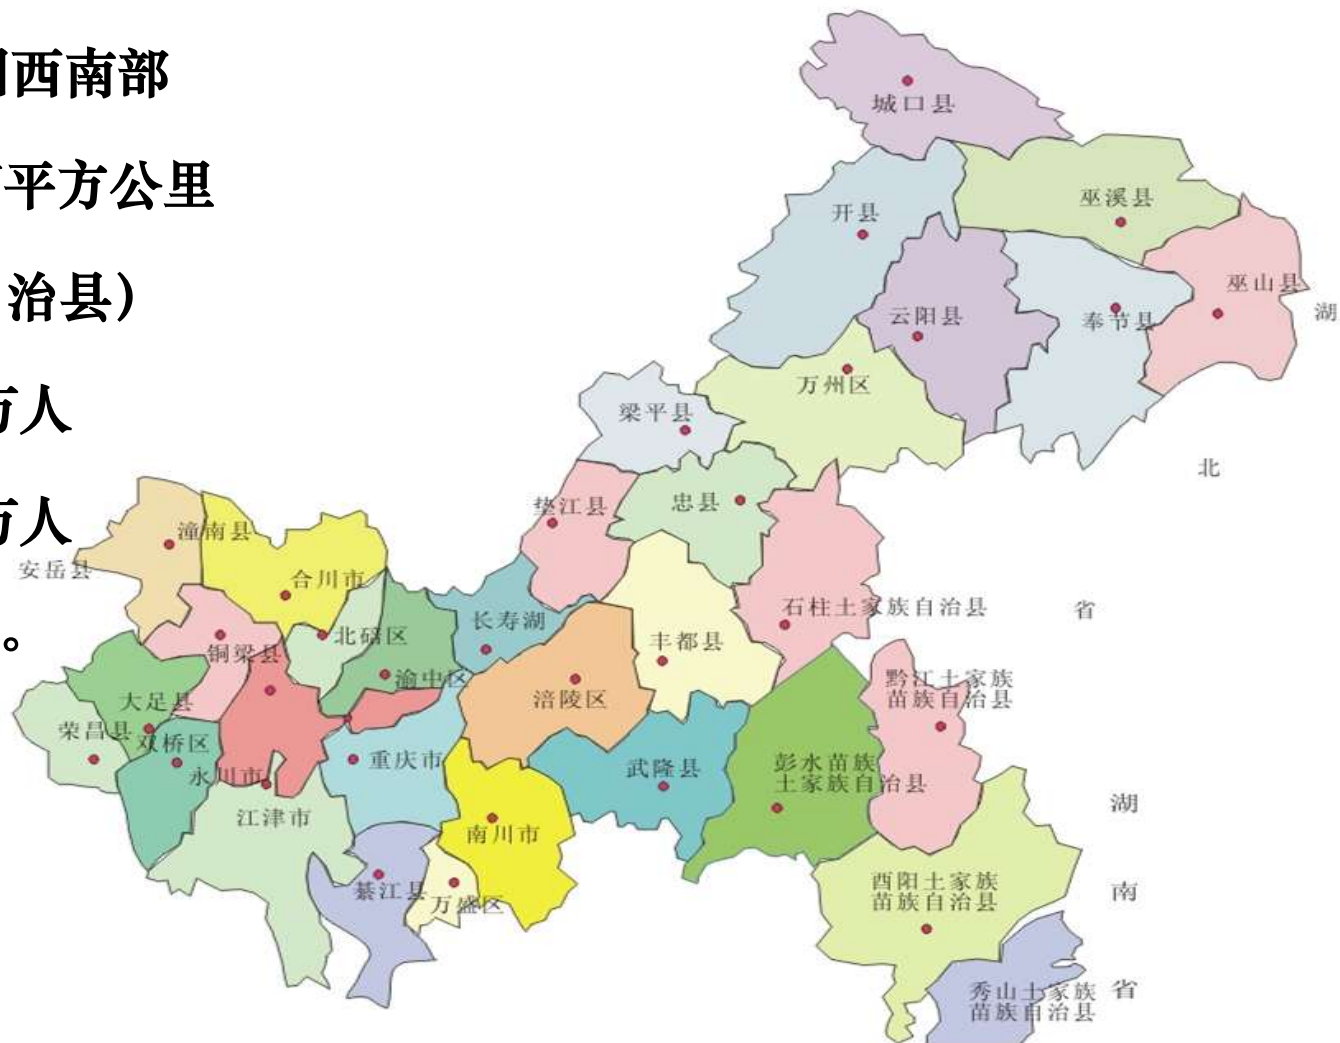 西南部
平方公里
治县）
万人
万人
。
城口县
巫溪县
开县
巫山县
湖
云阳县
奉节县
万州区
梁平县
北
垫江县
忠县
潼南县
安岳县
合川市
石柱土家族自治县
省
长寿湖
北碚区
丰都县
铜梁县
渝中区
黔江土家族
苗族自治县
大足县
涪陵区
荣昌县
双桥区
重庆市
武隆县
彭水苗族
土家族自治县
永川市
湖
江津市
南川市
綦江县
万盛区
酉阳土家族
苗族自治县
南
秀山土家族
苗族自治县
省